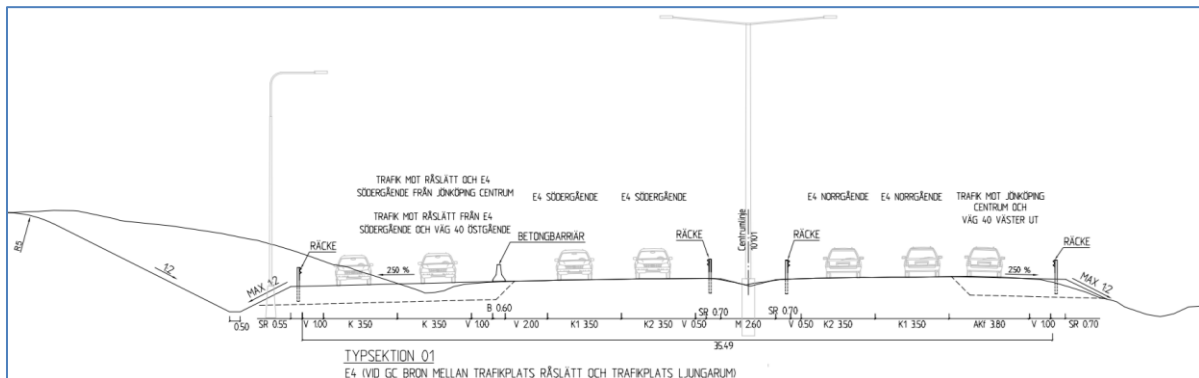 TRAFIK MOT RÅSLÄTT OCH E4
SÖDERGÅENDE FRÅN JÖNKÖPING CENTRUM
TRAFIK MOT RÅSLÄTT FRÅN E4
SÖDERGÅENDE OCH VÄG 40 ÖSTGÅENDE
E4 SÖDERGÅENDE
E4 SÖDERGÅENDE
E4 NORRGÅENDE
E4 NORRGÅENDE
TRAFIK MOT JÖNKÖPING
CENTRUM OCH
VÄG 40 VÄSTER UT
Centrumlinje
10101
BETONGBARRIÄR
RÄCKE
RÄCKE
RÄCKE
RÄCKE
R5
1:2
MAX 1:2
2.50 %
2.50 %
MAX 1:2
B 0.60
SR 0.70
SR 0.70
0.50
SR 0.55
V 1.00
K 3.50
K 3.50
V 1.00
V 2.00
K1 3.50
K2 3.50
V 0.50
M 2.60
V 0.50
K2 3.50
K1 3.50
AKf 3.80
V 1.00
SR 0.70
35.49
TYPSEKTION 01
E4 (VID GC BRON MELLAN TRAFIKPLATS RÅSLÄTT OCH TRAFIKPLATS LJUNGARUM)